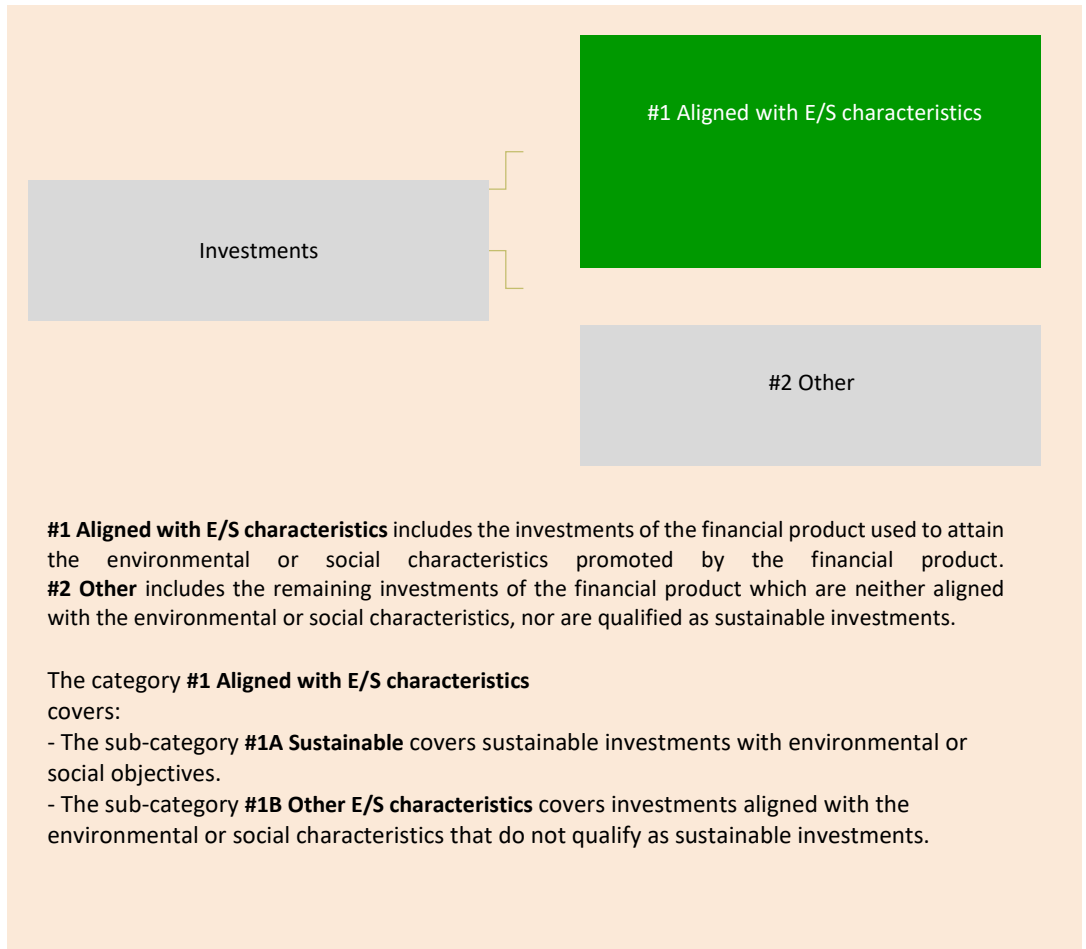 #1 Aligned with E/S characteristics
Investments
#2 Other
#1 Aligned with E/S characteristics includes the investments of the financial product used to attain
the environmental or social characteristics promoted by the financial product.
#2 Other includes the remaining investments of the financial product which are neither aligned
with the environmental or social characteristics, nor are qualified as sustainable investments.
The category #1 Aligned with E/S characteristics
covers:
- The sub-category #1A Sustainable covers sustainable investments with environmental or
social objectives.
- The sub-category #1B Other E/S characteristics covers investments aligned with the
environmental or social characteristics that do not qualify as sustainable investments.